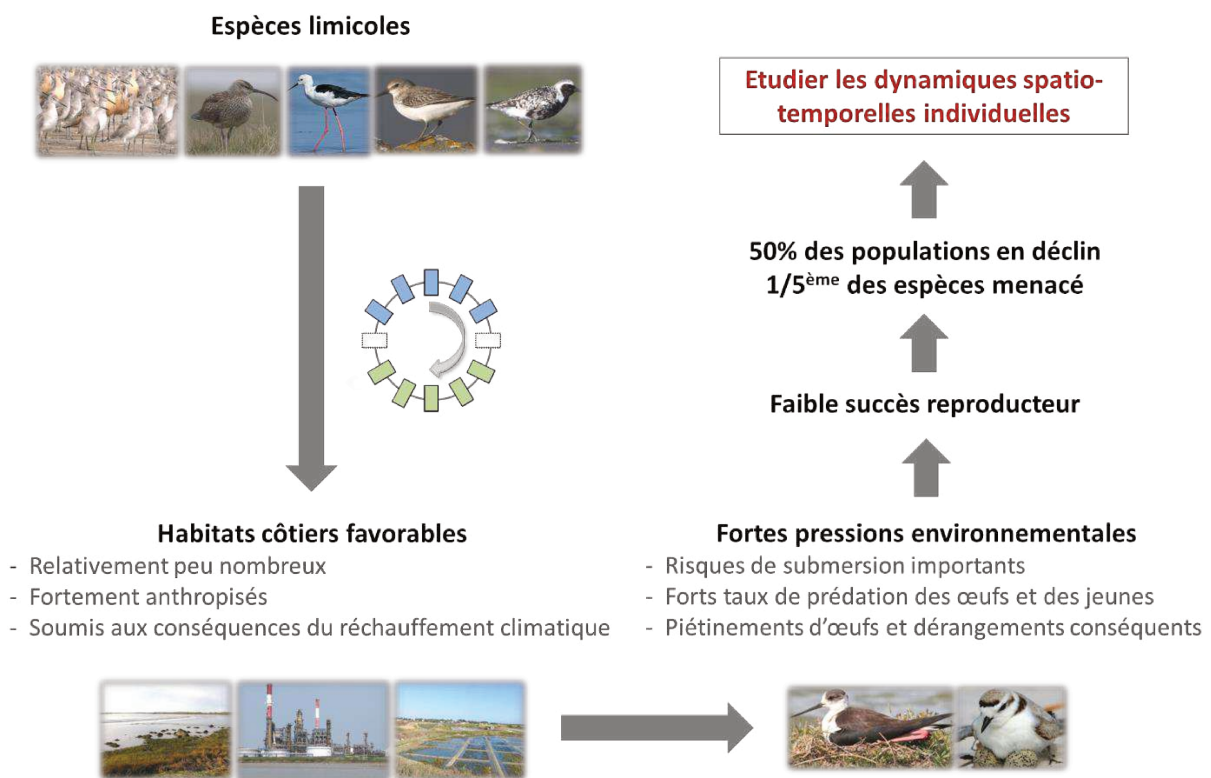 Espèces limicoles
Habitats côtiers favorables
- Relativement peu nombreux
- Fortement anthropisés
- Soumis aux conséquences du réchauffement climatique
Fortes pressions environnementales
- Risques de submersion importants
- Forts taux de prédation des œufs et des jeunes
- Piétinements d’œufs et dérangements conséquents
Faible succès reproducteur
50% des populations en déclin
1/5ème des espèces menacé
Etudier les dynamiques spatio-
temporelles individuelles